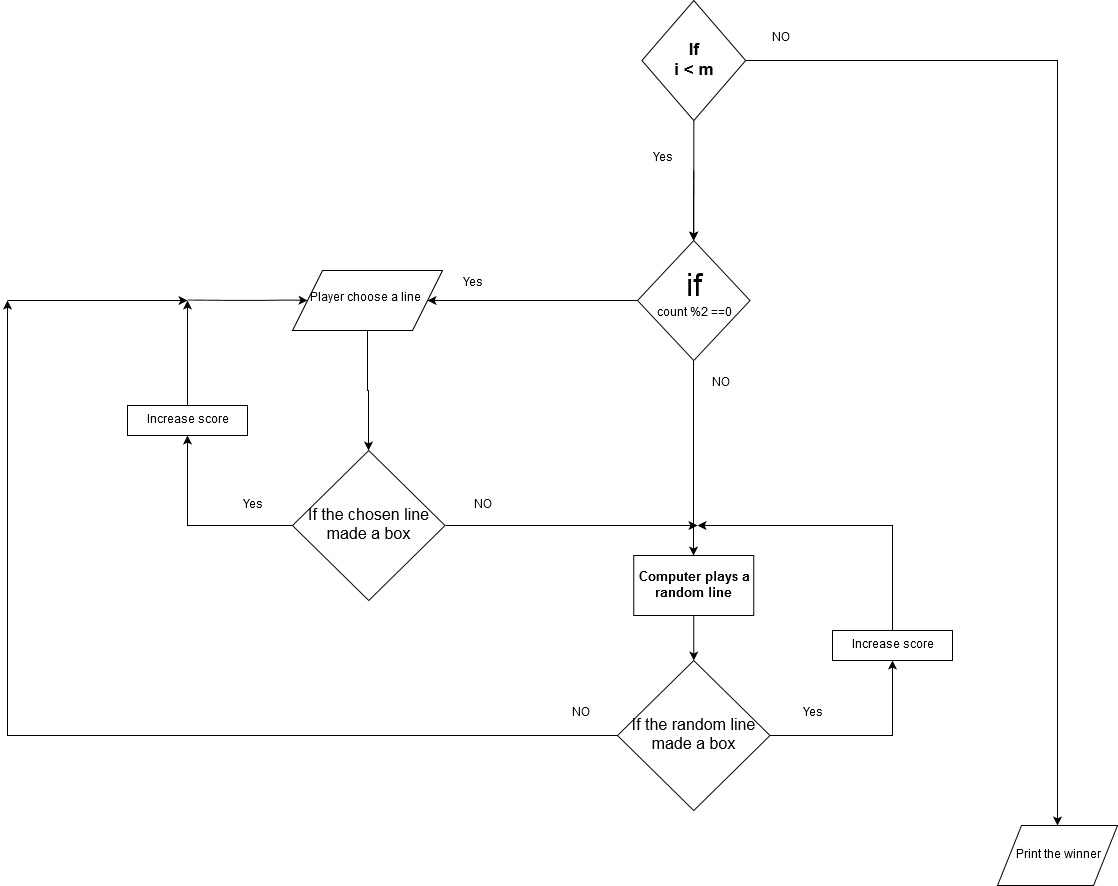 If
i < m
NO
Yes
if
count %2 ==0
Yes
NO
Player choose a line
Increase score
If the chosen line
made a box
Yes
NO
Computer plays a
random line
Increase score
If the random line
made a box
NO
Yes
Print the winner